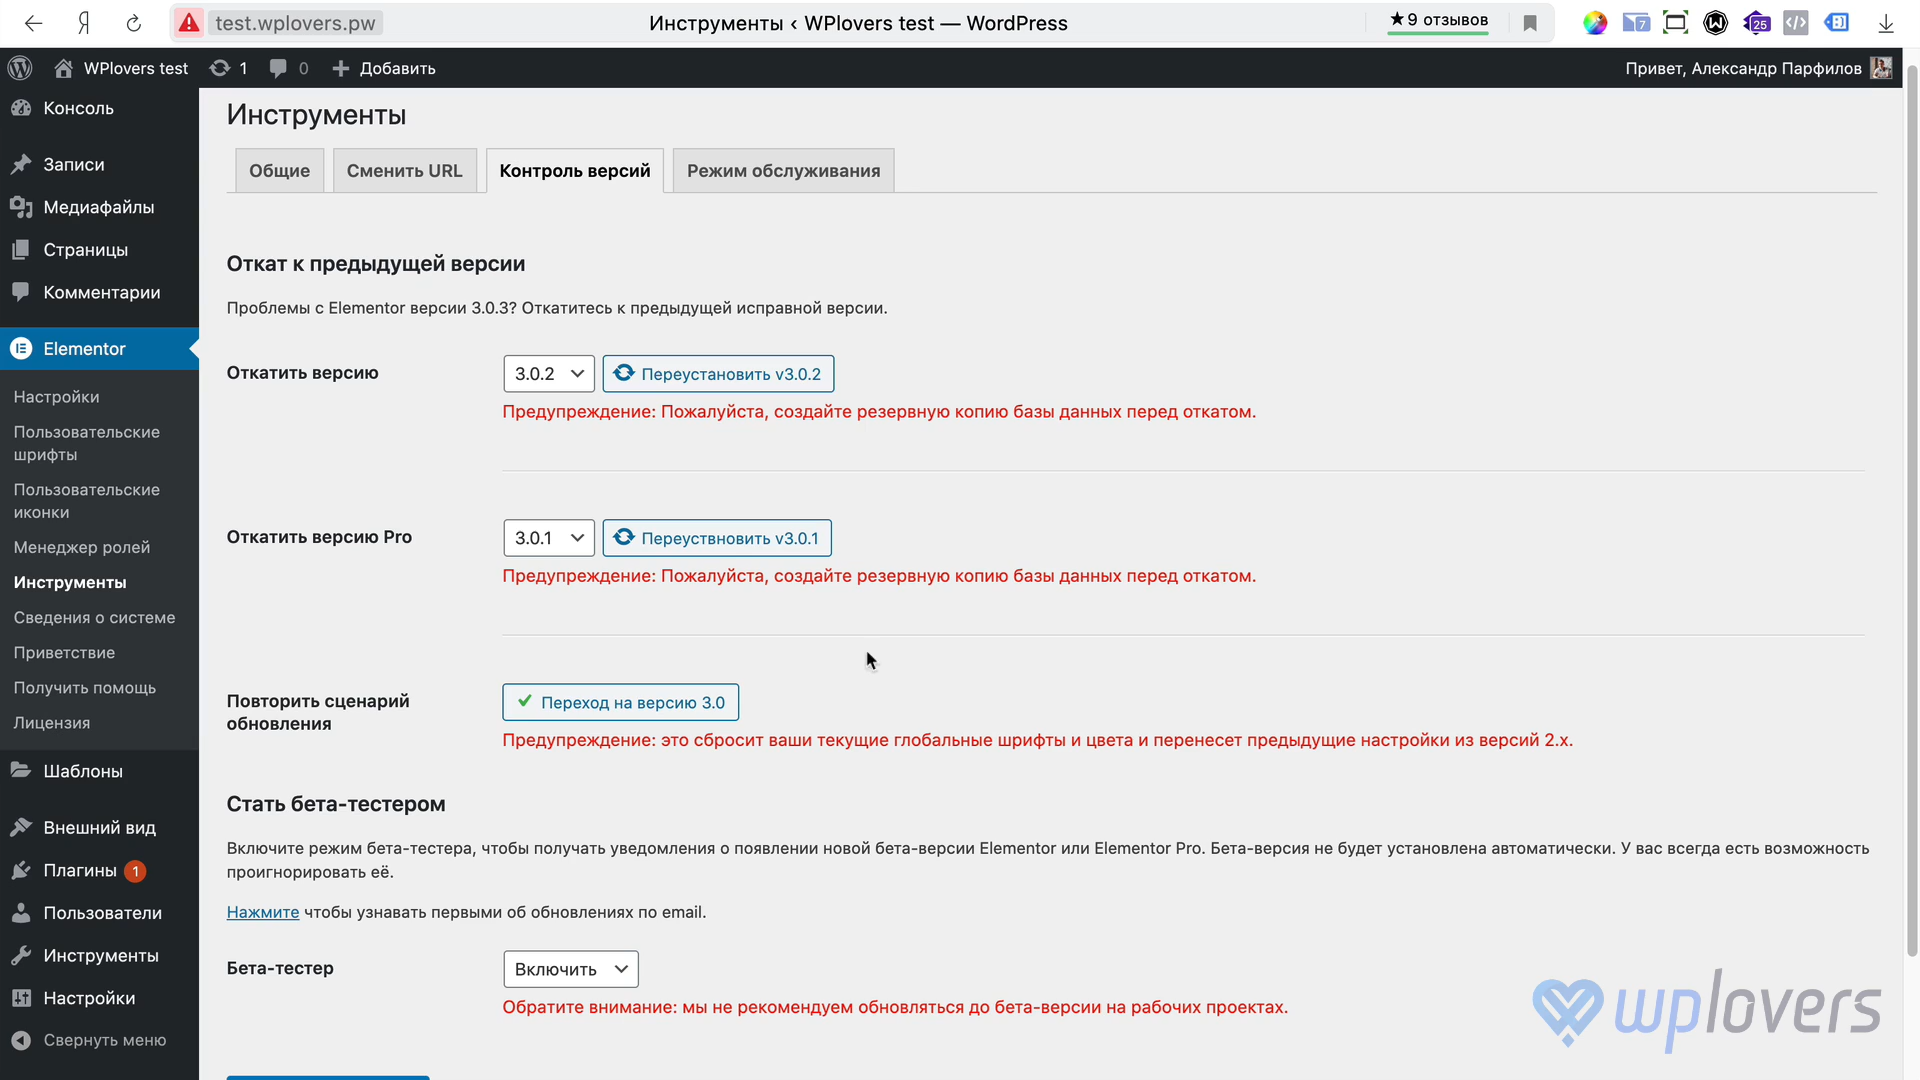 test.wplovers.pw
Инструменты ‹ WPlovers test — WordPress
★9 отзывов
7
25
WPlovers test
1
0
Добавить
Привет, Александр Парфилов
Консоль
Записи
Медиафайлы
Страницы
Комментарии
Elementor
Настройки
Пользовательские
шрифты
Пользовательские
иконки
Менеджер ролей
Инструменты
Сведения о системе
Приветствие
Получить помощь
Лицензия
Шаблоны
Внешний вид
Плагины 1
Пользователи
Инструменты
Настройки
Свернуть меню
Инструменты
Общие
Сменить URL
Контроль версий
Режим обслуживания
Откат к предыдущей версии
Проблемы с Elementor версии 3.0.3? Откатитесь к предыдущей исправной версии.
Откатить версию
3.0.2
Переустановить v3.0.2
Предупреждение: Пожалуйста, создайте резервную копию базы данных перед откатом.
Откатить версию Pro
3.0.1
Переуствновить v3.0.1
Предупреждение: Пожалуйста, создайте резервную копию базы данных перед откатом.
Повторить сценарий
обновления
Переход на версию 3.0
Предупреждение: это сбросит ваши текущие глобальные шрифты и цвета и перенесет предыдущие настройки из версий 2.x.
Стать бета-тестером
Включите режим бета-тестера, чтобы получать уведомления о появлении новой бета-версии Elementor или Elementor Pro. Бета-версия не будет установлена автоматически. У вас всегда есть возможность
проигнорировать её.
Нажмите чтобы узнавать первыми об обновлениях по email.
Бета-тестер
Включить
Обратите внимание: мы не рекомендуем обновляться до бета-версии на рабочих проектах.
wplovers